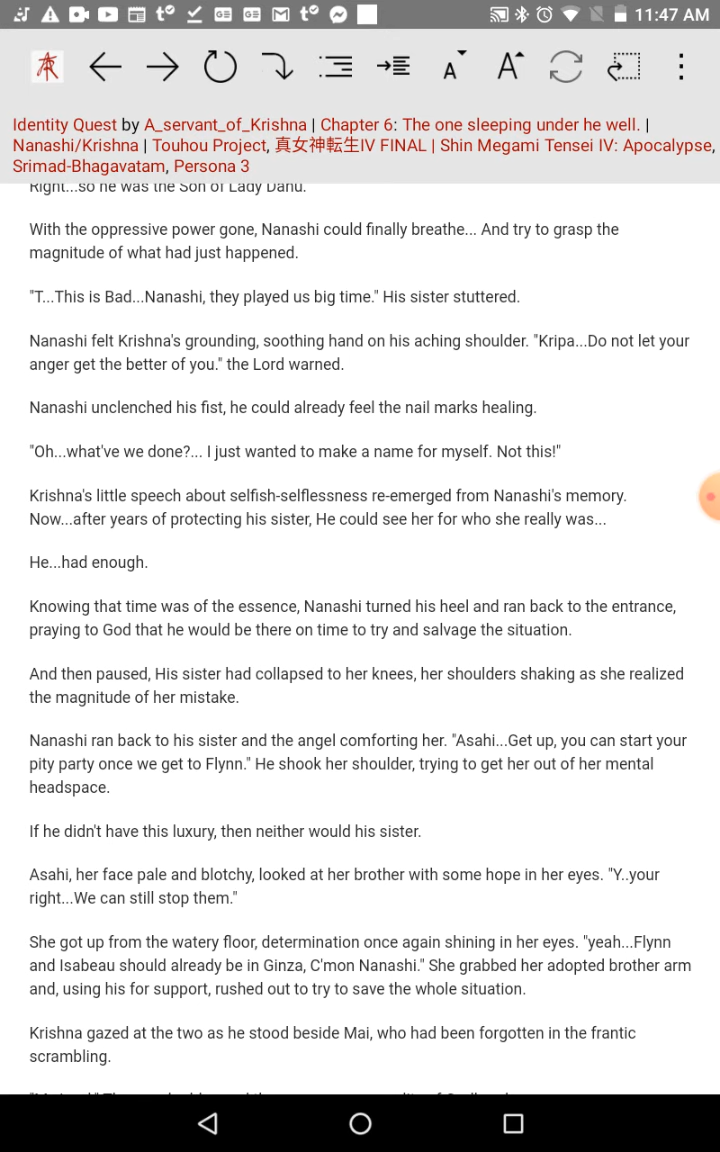 11:47 AM
Identity Quest by A_servant_of_Krishna | Chapter 6: The one sleeping under he well. |
Nanashi/Krishna | Touhou Project, 真女神転生IV FINAL | Shin Megami Tensei IV: Apocalypse,
Srimad-Bhagavatam, Persona 3
Right...so he was the Son of Lady Danu.
With the oppressive power gone, Nanashi could finally breathe... And try to grasp the
magnitude of what had just happened.
"T...This is Bad...Nanashi, they played us big time." His sister stuttered.
Nanashi felt Krishna's grounding, soothing hand on his aching shoulder. "Kripa...Do not let your
anger get the better of you." the Lord warned.
Nanashi unclenched his fist, he could already feel the nail marks healing.
"Oh...what've we done?... I just wanted to make a name for myself. Not this!"
Krishna's little speech about selfish-selflessness re-emerged from Nanashi's memory.
Now...after years of protecting his sister, He could see her for who she really was...
He...had enough.
Knowing that time was of the essence, Nanashi turned his heel and ran back to the entrance,
praying to God that he would be there on time to try and salvage the situation.
And then paused, His sister had collapsed to her knees, her shoulders shaking as she realized
the magnitude of her mistake.
Nanashi ran back to his sister and the angel comforting her. "Asahi...Get up, you can start your
pity party once we get to Flynn." He shook her shoulder, trying to get her out of her mental
headspace.
If he didn't have this luxury, then neither would his sister.
Asahi, her face pale and blotchy, looked at her brother with some hope in her eyes. "Y..your
right...We can still stop them."
She got up from the watery floor, determination once again shining in her eyes. "yeah...Flynn
and Isabeau should already be in Ginza, C'mon Nanashi." She grabbed her adopted brother arm
and, using his for support, rushed out to try to save the whole situation.
Krishna gazed at the two as he stood beside Mai, who had been forgotten in the frantic
scrambling.